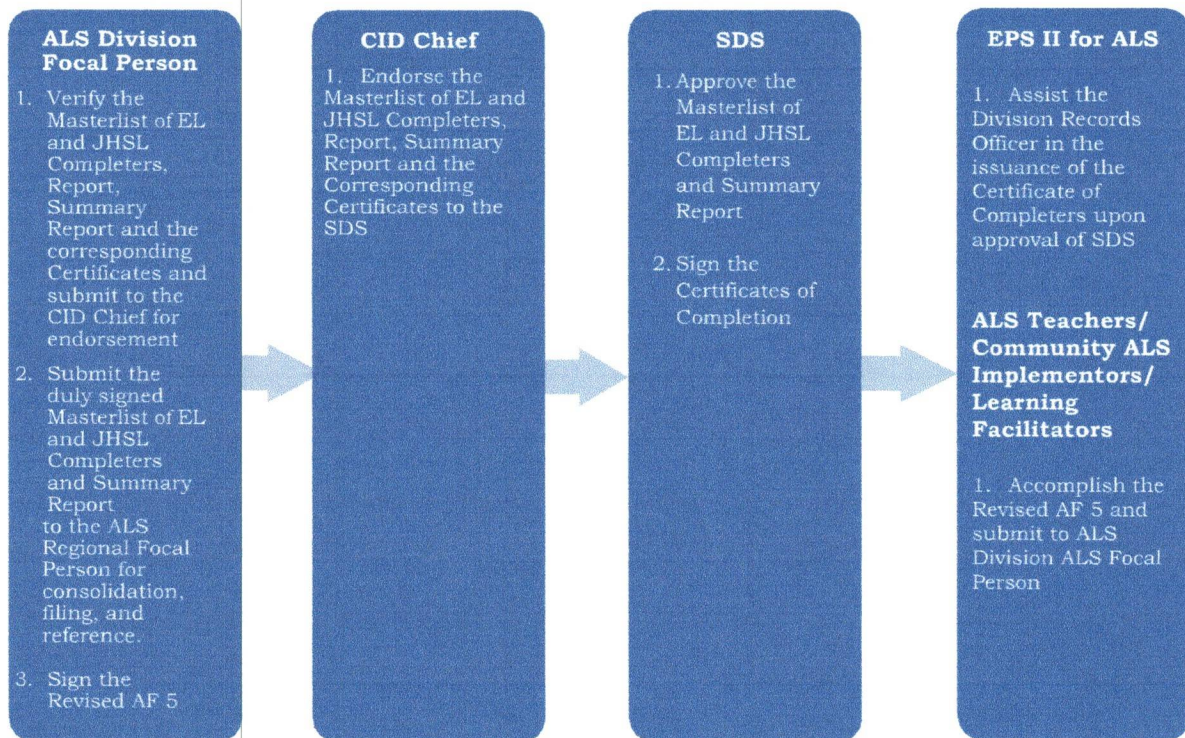 ALS Division
Focal Person
1. Verify the
Masterlist of EL
and JHSL
Completers,
Report,
Summary
Report and the
corresponding
Certificates and
submit to the
CID Chief for
endorsement
2. Submit the
duly signed
Masterlist of EL
and JHSL
Completers
and Summary
Report
to the ALS
Regional Focal
Person for
consolidation,
filing, and
reference.
3. Sign the
Revised AF 5
CID Chief
1. Endorse the
Masterlist of EL and
JHSL Completers,
Report, Summary
Report and the
Corresponding
Certificates to the
SDS
SDS
1. Approve the
Masterlist of
EL and JHSL
Completers
and Summary
Report
2. Sign the
Certificates of
Completion
EPS II for ALS
1. Assist the
Division Records
Officer in the
issuance of the
Certificate of
Completers upon
approval of SDS
ALS Teachers/
Community ALS
Implementors/
Learning
Facilitators
1. Accomplish the
Revised AF 5 and
submit to ALS
Division ALS Focal
Person